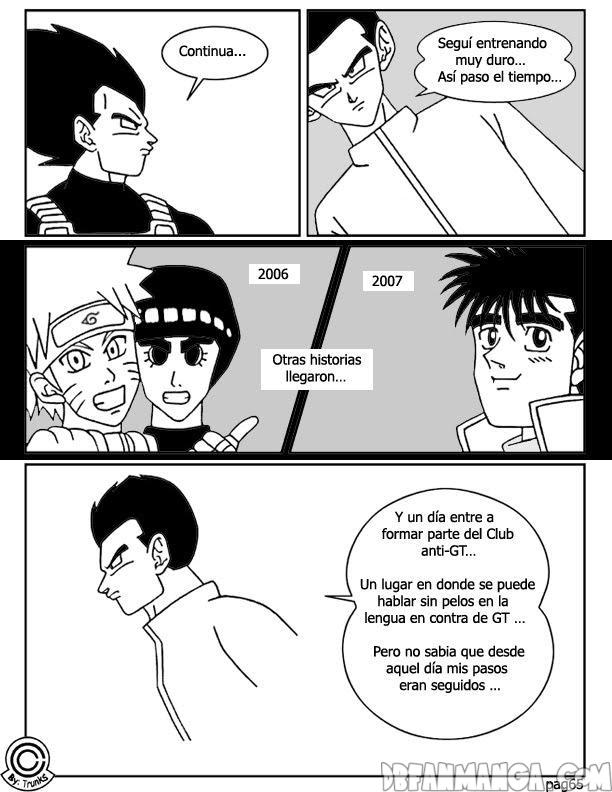 Continua...
Seguí entrenando
muy duro...
Así paso el tiempo...
2006
2007
Otras historias
llegaron...
Y un día entre a
formar parte del Club
anti-GT...
Un lugar en donde se puede
hablar sin pelos en la
lengua en contra de GT ...
Pero no sabia que desde
aquel día mis pasos
eran seguidos ...
By: Trunks
DBFANMANGA.COM
pag65